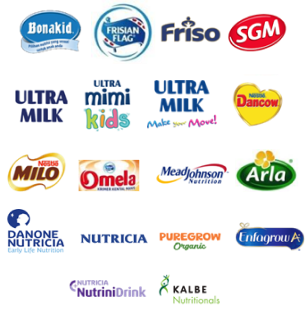 Bonakid
FRISIAN
FLAG
Friso
SGM
ULTRA
MILK
ULTRA
mimi
kids
ULTRA
MILK
Make your Move!
Nestlé
Dancow
Nestlé
MILO
Omela
MeadJohnson
Nutrition
Arla
DANONE
NUTRICIA
Early Life Nutrition
NUTRICIA
PUREGROW
Organic
Enfagrow A+
NUTRICIA
NutriniDrink
KALBE
Nutritionals